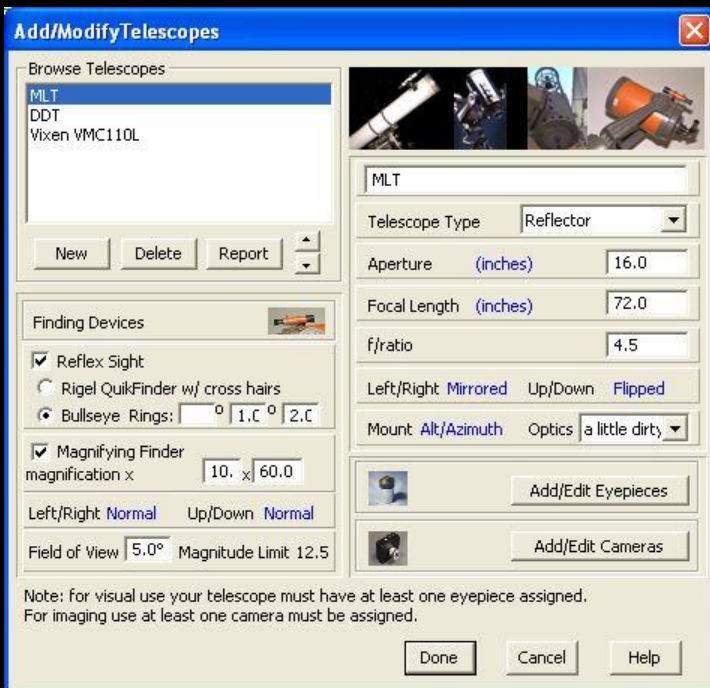 Add/ModifyTelescopes
Browse Telescopes
MLT
DDT
Vixen VMC110L
New Delete Report
Finding Devices
Reflex Sight
Rigel QuikFinder w/ cross hairs
Bullseye Rings: º 1.0 º 2.0
Magnifying Finder
magnification x 10. x 60.0
Left/Right Normal Up/Down Normal
Field of View 5.0° Magnitude Limit 12.5
MLT
Telescope Type Reflector
Aperture (inches) 16.0
Focal Length (inches) 72.0
f/ratio 4.5
Left/Right Mirrored Up/Down Flipped
Mount Alt/Azimuth Optics a little dirty
Add/Edit Eyepieces
Add/Edit Cameras
Note: for visual use your telescope must have at least one eyepiece assigned.
For imaging use at least one camera must be assigned.
Done Cancel Help